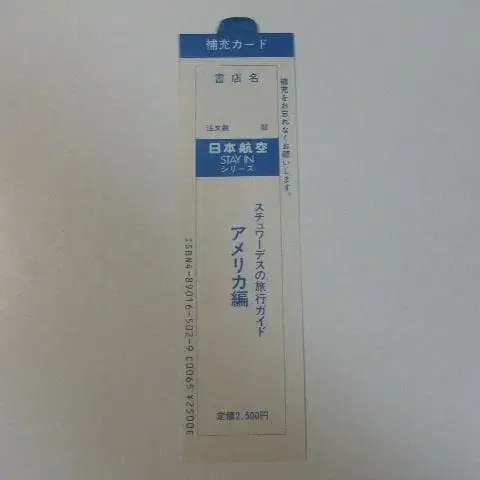 補充カード
書店名
注文数 部
日本航空
STAY IN
シリーズ
補充をお忘れなくお願いします。
スチュワーデスの旅行ガイド
アメリカ編
ISBN4-89016-502-9 C0065 ¥2500E
定価2,500円